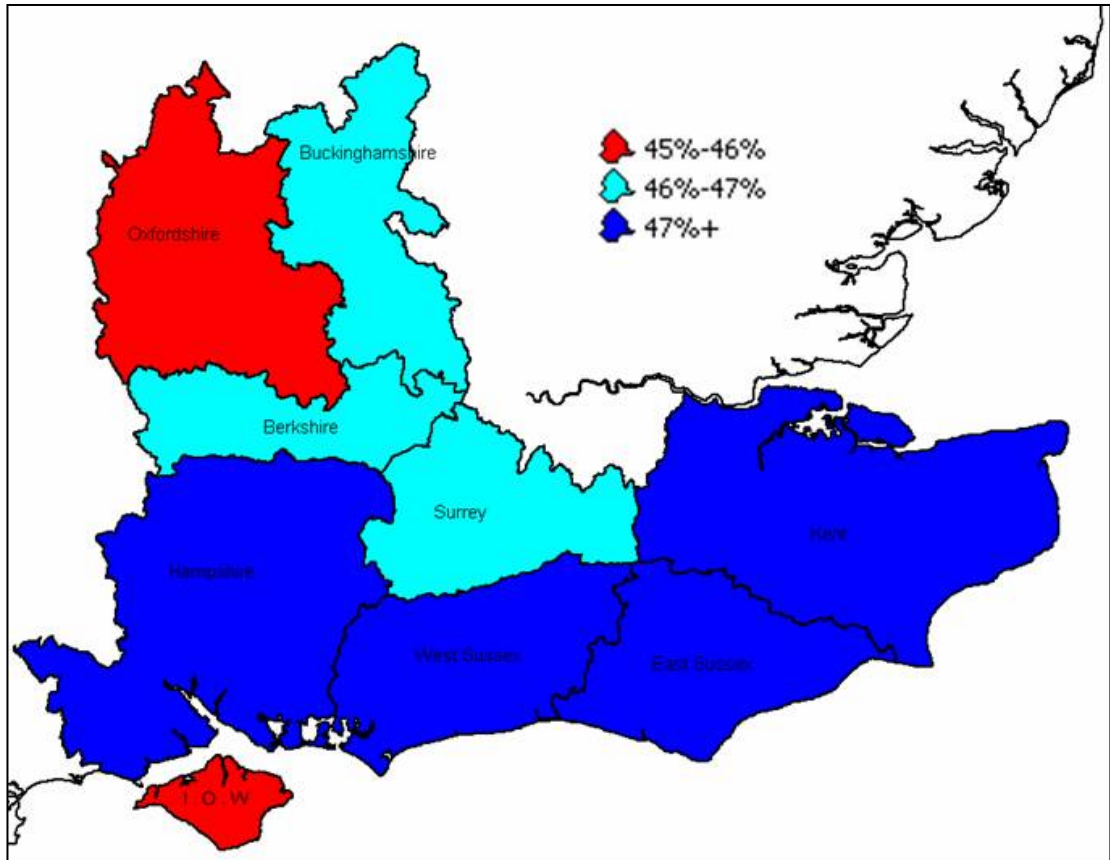 Buckinghamshire
45%-46%
46%-47%
47%+
Oxfordshire
Berkshire
Surrey
Kent
Hampshire
West Sussex
East Sussex
I.O.W